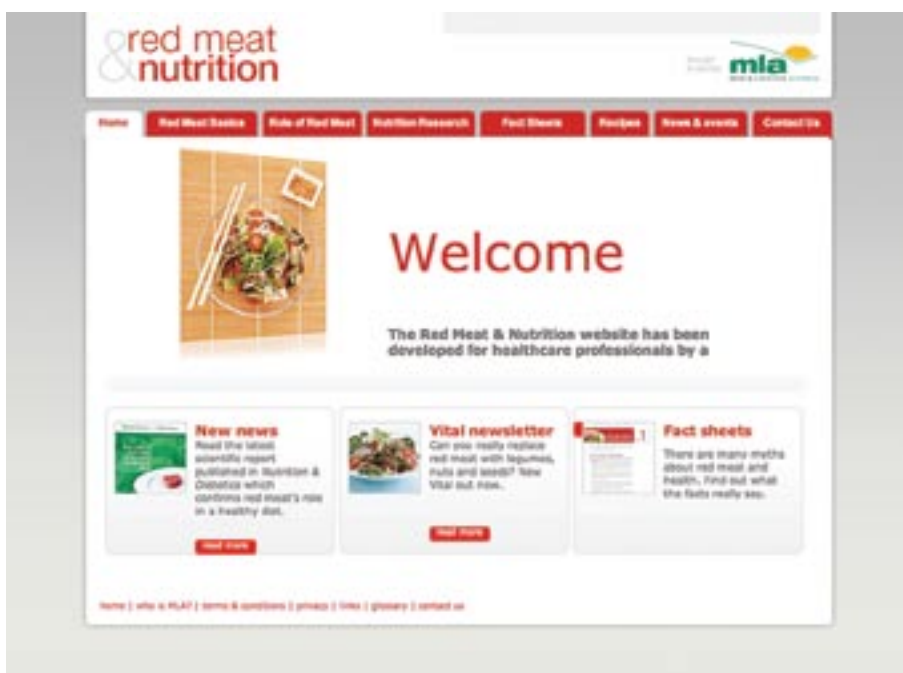 & red meat
nutrition
mla
Home
Red Meat Basics
Role of Red Meat
Nutrition Research
Fact Sheets
Recipes
News & events
Contact Us
Welcome
The Red Meat & Nutrition website has been
developed for healthcare professionals by a
New news
Read the latest
scientific report
published in Nutrition &
Dietetics which
confirms red meat's role
in a healthy diet.
read more
Vital newsletter
Can you really replace
red meat with legumes,
nuts and seeds? New
Vital out now.
read more
Fact sheets
There are many myths
about red meat and
health. Find out what
the facts really say.
home | who is MLA? | terms & conditions | privacy | links | glossary | contact us